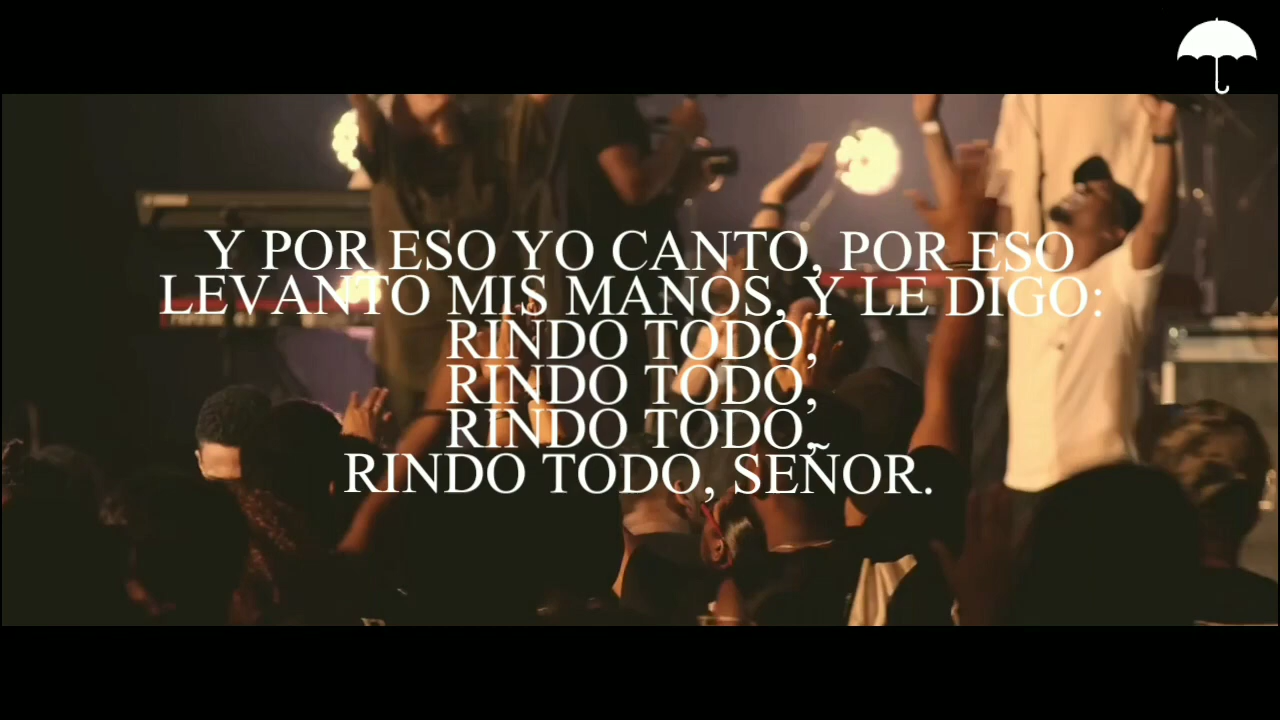 Y POR ESO YO CANTO, POR ESO
LEVANTO MIS MANOS, Y LE DIGO:
RINDO TODO,
RINDO TODO,
RINDO TODO,
RINDO TODO, SEÑOR.